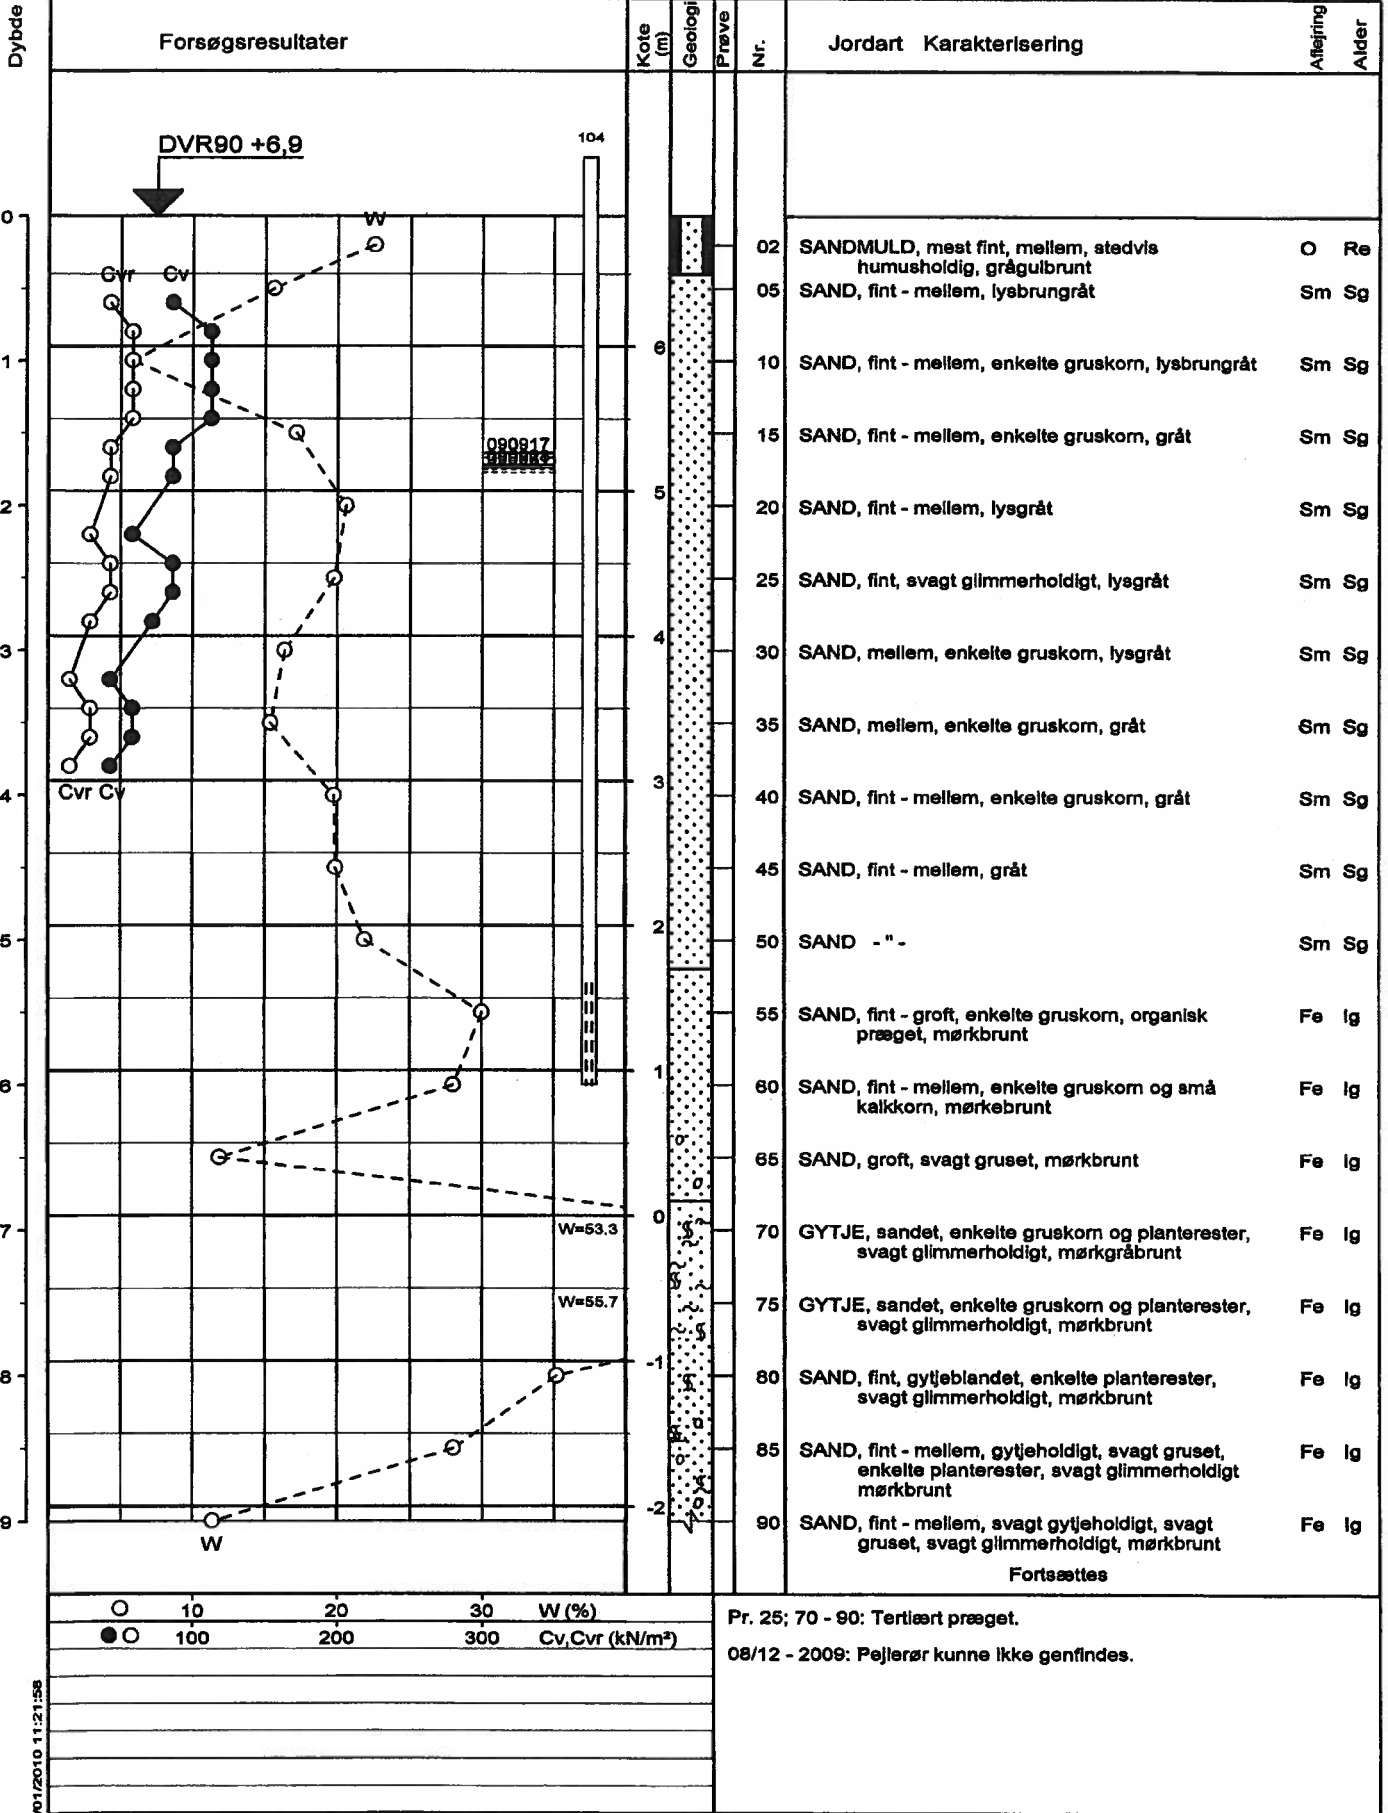 Dybde
Forsøgsresultater
Kote (m)
Geologi
Prøve
Nr.
Jordart Karakterisering
Aflejring
Alder
DVR90 +6,9
104
0
W
02 SANDMULD, mest fint, mellem, stedvis O Re
humusholdig, grågulbrunt
Cvr Cv
05 SAND, fint - mellem, lysbrungråt Sm Sg
6
1
10 SAND, fint - mellem, enkelte gruskorn, lysbrungråt Sm Sg
15 SAND, fint - mellem, enkelte gruskorn, gråt Sm Sg
090917
5
2
20 SAND, fint - mellem, lysgråt Sm Sg
25 SAND, fint, svagt glimmerholdigt, lysgråt Sm Sg
4
3
30 SAND, mellem, enkelte gruskorn, lysgråt Sm Sg
35 SAND, mellem, enkelte gruskorn, gråt Sm Sg
3
Cvr Cv
4
40 SAND, fint - mellem, enkelte gruskorn, gråt Sm Sg
45 SAND, fint - mellem, gråt Sm Sg
2
5
50 SAND - " - Sm Sg
55 SAND, fint - groft, enkelte gruskorn, organisk Fe Ig
præget, mørkbrunt
1
6
60 SAND, fint - mellem, enkelte gruskorn og små Fe Ig
kalkkorn, mørkebrunt
65 SAND, groft, svagt gruset, mørkbrunt Fe Ig
0
7
W=53.3
70 GYTJE, sandet, enkelte gruskorn og planterester, Fe Ig
svagt glimmerholdigt, mørkgråbrunt
W=55.7
75 GYTJE, sandet, enkelte gruskorn og planterester, Fe Ig
svagt glimmerholdigt, mørkbrunt
-1
8
80 SAND, fint, gytjeblandet, enkelte planterester, Fe Ig
svagt glimmerholdigt, mørkbrunt
85 SAND, fint - mellem, gytjeholdigt, svagt gruset, Fe Ig
enkelte planterester, svagt glimmerholdigt
mørkbrunt
-2
9
90 SAND, fint - mellem, svagt gytjeholdigt, svagt Fe Ig
gruset, svagt glimmerholdigt, mørkbrunt
W
Fortsættes
10 20 30 W (%)
100 200 300 Cv,Cvr (kN/m²)
Pr. 25; 70 - 90: Tertiært præget.
08/12 - 2009: Pejlerør kunne ikke genfindes.
/01/2010 11:21:58